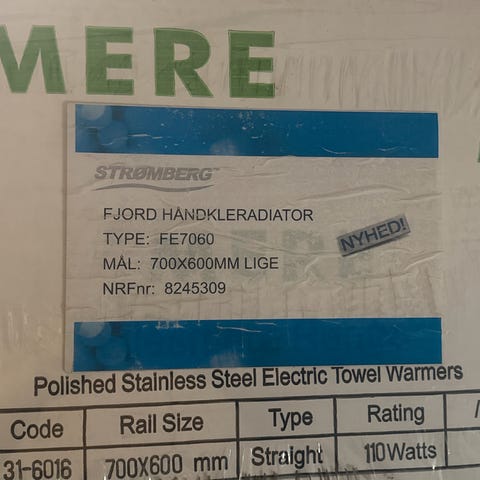 MERE
STRØMBERG™
FJORD HÅNDKLERADIATOR
TYPE: FE7060
NYHED!
MÅL: 700X600MM LIGE
NRFnr: 8245309
Polished Stainless Steel Electric Towel Warmers
Code Rail Size Type Rating
31-6016 700X600 mm Straight 110Watts